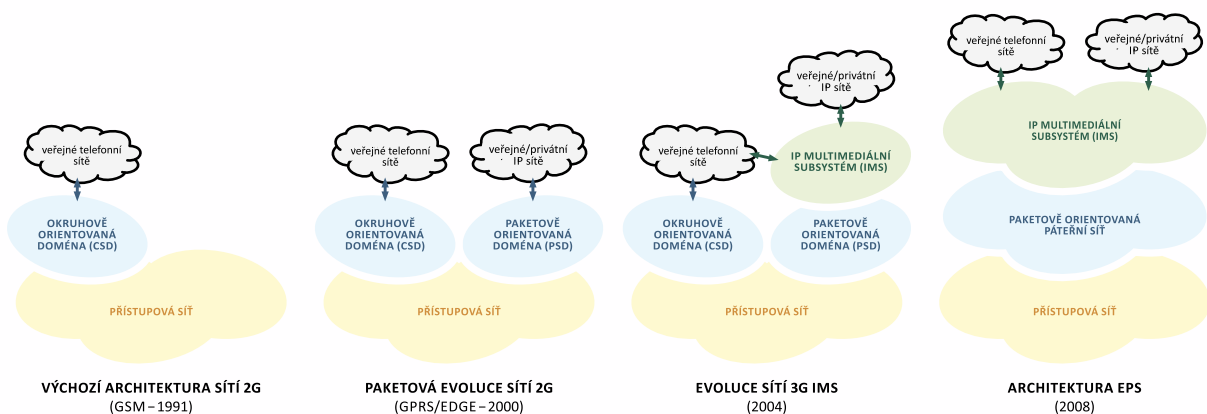 veřejné telefonní
sítě
OKRUHOVĚ
ORIENTOVANÁ
DOMÉNA (CSD)
PŘÍSTUPOVÁ SÍŤ
VÝCHOZÍ ARCHITEKTURA SÍTÍ 2G
(GSM – 1991)
veřejné telefonní
sítě
veřejné/privátní
IP sítě
OKRUHOVĚ
ORIENTOVANÁ
DOMÉNA (CSD)
PAKETOVĚ
ORIENTOVANÁ
DOMÉNA (PSD)
PŘÍSTUPOVÁ SÍŤ
PAKETOVÁ EVOLUCE SÍTÍ 2G
(GPRS/EDGE – 2000)
veřejné/privátní
IP sítě
veřejné telefonní
sítě
IP MULTIMEDIÁLNÍ
SUBSYSTÉM (IMS)
OKRUHOVĚ
ORIENTOVANÁ
DOMÉNA (CSD)
PAKETOVĚ
ORIENTOVANÁ
DOMÉNA (PSD)
PŘÍSTUPOVÁ SÍŤ
EVOLUCE SÍTÍ 3G IMS
(2004)
veřejné telefonní
sítě
veřejné/privátní
IP sítě
IP MULTIMEDIÁLNÍ
SUBSYSTÉM (IMS)
PAKETOVĚ ORIENTOVANÁ
PÁTEŘNÍ SÍŤ
PŘÍSTUPOVÁ SÍŤ
ARCHITEKTURA EPS
(2008)